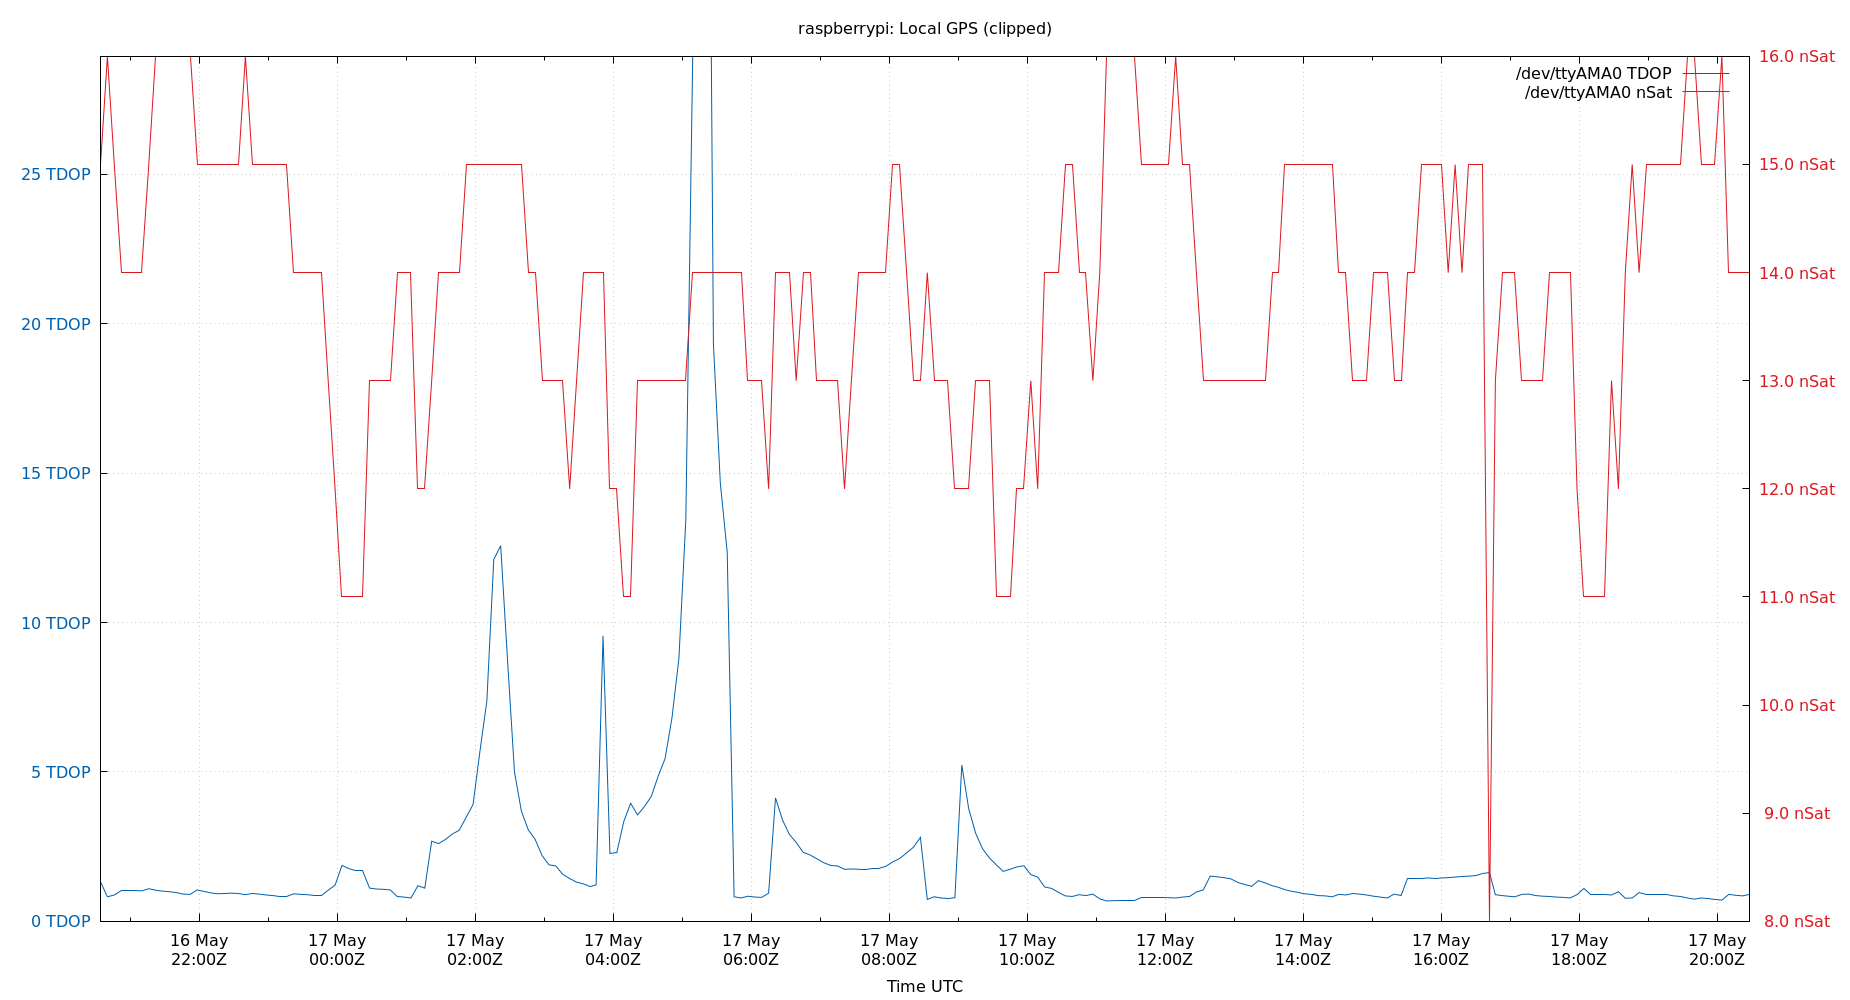 raspberrypi: Local GPS (clipped)
/dev/ttyAMA0 TDOP
/dev/ttyAMA0 nSat
25 TDOP
20 TDOP
15 TDOP
10 TDOP
5 TDOP
0 TDOP
16.0 nSat
15.0 nSat
14.0 nSat
13.0 nSat
12.0 nSat
11.0 nSat
10.0 nSat
9.0 nSat
8.0 nSat
16 May 17 May 17 May 17 May 17 May 17 May 17 May 17 May 17 May 17 May 17 May 17 May
22:00Z 00:00Z 02:00Z 04:00Z 06:00Z 08:00Z 10:00Z 12:00Z 14:00Z 16:00Z 18:00Z 20:00Z
Time UTC